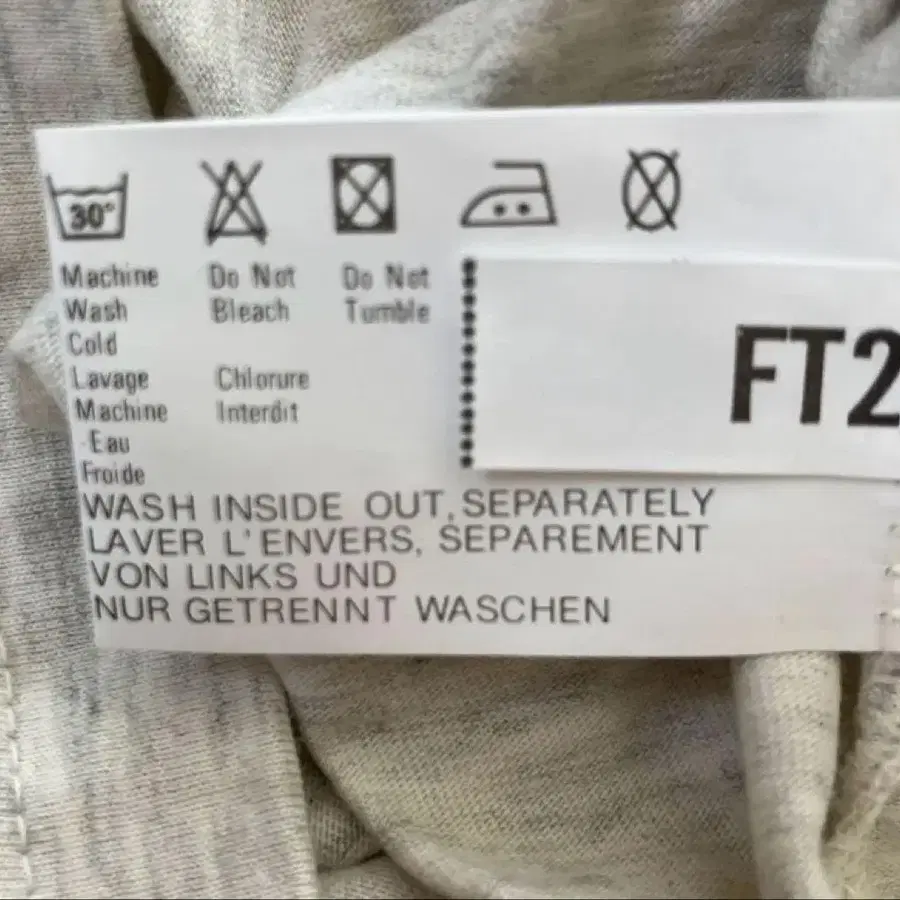 30°
Machine Wash Cold
Do Not Bleach
Do Not Tumble
Lavage Machine Eau Froide
Chlorure Interdit
FT2
WASH INSIDE OUT, SEPARATELY
LAVER L'ENVERS, SEPAREMENT
VON LINKS UND
NUR GETRENNT WASCHEN